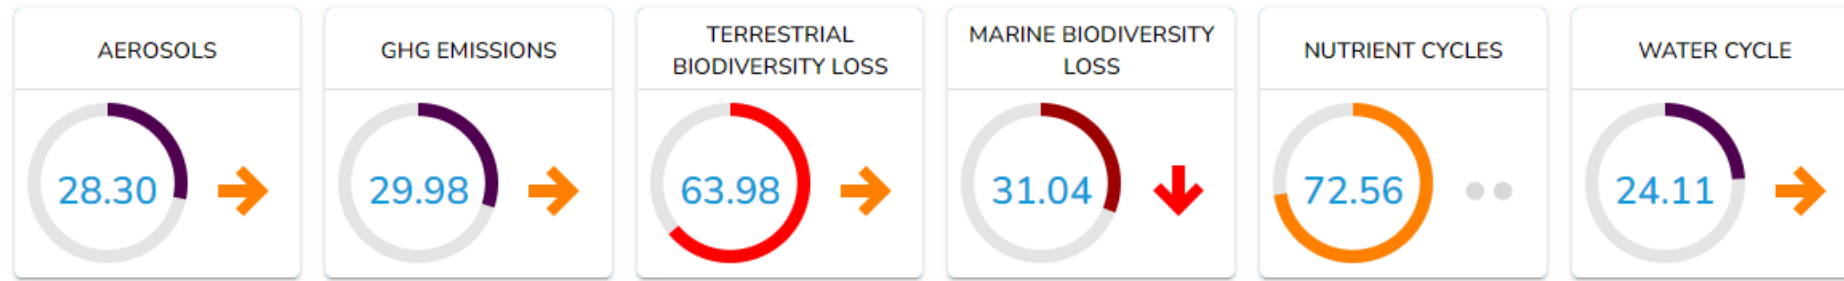 AEROSOLS
28.30
GHG EMISSIONS
29.98
TERRESTRIAL
BIODIVERSITY LOSS
63.98
MARINE BIODIVERSITY
LOSS
31.04
NUTRIENT CYCLES
72.56
WATER CYCLE
24.11